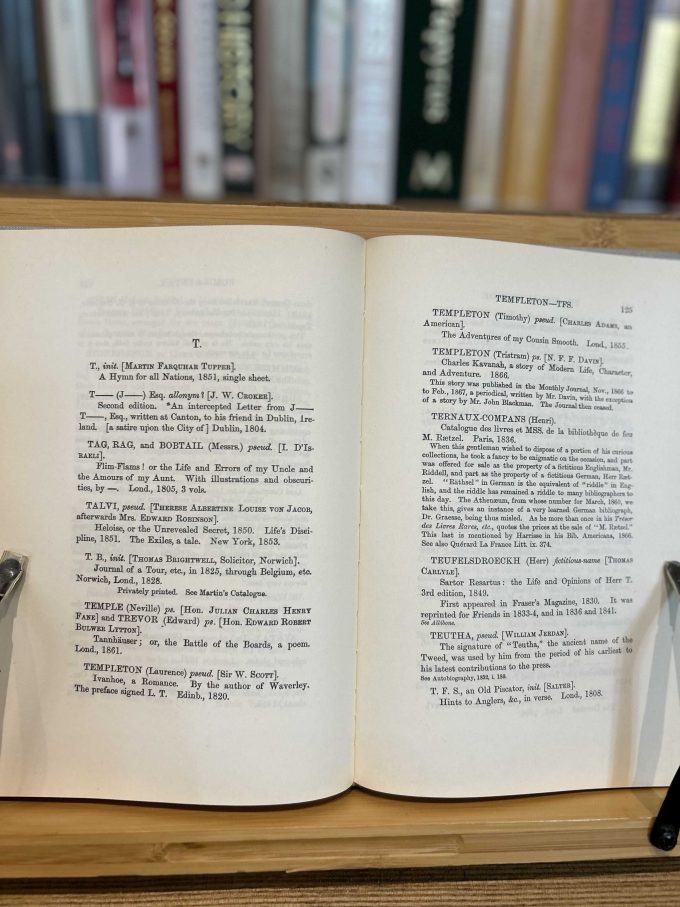 HISTORY
T.
T., init. [MARTIN FARQUHAR TUPPER].
A Hymn for all Nations, 1851, single sheet.
T—— (J——) Esq. allonym? [J. W. CROKER].
Second edition. *An intercepted Letter from J——
T——, Esq., written at Canton, to his friend in Dublin, Ire-
land. [a satire upon the City of] Dublin, 1804.
TAG, RAG, and BOBTAIL (Messrs.) pseud. [I. D'IS-
RAELI].
Flim-Flams! or the Life and Errors of my Uncle and
the Amours of my Aunt. With illustrations and obscuri-
ties, by —. Lond., 1805, 3 vols.
TALVI, pseud. [THERESE ALBERTINE LOUISE VON JACOB,
afterwards Mrs. EDWARD ROBINSON].
Heloise, or the Unrevealed Secret, 1850. Life's Disci-
pline, 1851. The Exiles, a tale. New York, 1853.
T. B., init. [THOMAS BRIGHTWELL, Solicitor, Norwich].
Journal of a Tour, etc., in 1825, through Belgium, etc.
Norwich, Lond., 1828.
Privately printed. See Martin's Catalogue.
TEMPLE (Neville) ps. [Hon. JULIAN CHARLES HENRY
FANE] and TREVOR (Edward) ps. [Hon. EDWARD ROBERT
BULWER LYTTON].
Tannhäuser; or, the Battle of the Boards, a poem.
Lond., 1861.
TEMPLETON (Laurence) pseud. [Sir W. SCOTT].
Ivanhoe, a Romance. By the author of Waverley.
The preface signed L. T. Edinb., 1820.
TEMPLETON—TFS.
125
TEMPLETON (Timothy) pseud. [CHARLES ADAMS, an
American].
The Adventures of my Cousin Smooth. Lond., 1855.
TEMPLETON (Tristram) ps. [N. F. F. DAVIN].
Charles Kavanah, a story of Modern Life, Character,
and Adventure. 1866.
This story was published in the Monthly Journal, Nov., 1866 to
to Feb., 1867, a periodical, written by Mr. Davin, with the exception
of a story by Mr. John Blackman. The Journal then ceased.
TERNAUX-COMPANS (Henri).
Catalogue des livres et MSS. de la bibliothèque de feu
M. Rætzel. Paris, 1836.
When this gentleman wished to dispose of a portion of his curious
collections, he took a fancy to be enigmatic on the occasion, and part
was offered for sale as the property of a fictitious Englishman, Mr.
Riddell, and part as the property of a fictitious German, Herr Ræt-
zel. "Räthsel" in German is the equivalent of "riddle" in Eng-
lish, and the riddle has remained a riddle to many bibliographers to
this day. The Athenæum, from whose number for March, 1860, we
take this, gives an instance of a very learned German bibliograph,
Dr. Graesse, being thus misled. As he more than once in his Trésor
des Livres Rares, etc., quotes the prices at the sale of "M. Retzel."
This last is mentioned by Harrisse in his Bib. Americana, 1866.
See also Quérard La France Litt. ix. 374.
TEUFELSDROECKH (Herr) fictitious-name [THOMAS
CARLYLE].
Sartor Resartus: the Life and Opinions of Herr T.
3rd edition, 1849.
First appeared in Fraser's Magazine, 1830. It was
reprinted for Friends in 1833-4, and in 1836 and 1841.
See Allibone.
TEUTHA, pseud. [WILLIAM JERDAN].
The signature of "Teutha," the ancient name of the
Tweed, was used by him from the period of his earliest to
his latest contributions to the press.
See Autobiography, 1852, i. 
T. F. S., an Old Piscator, init. [SALTER].
Hints to Anglers, &c., in verse. Lond., 1808.